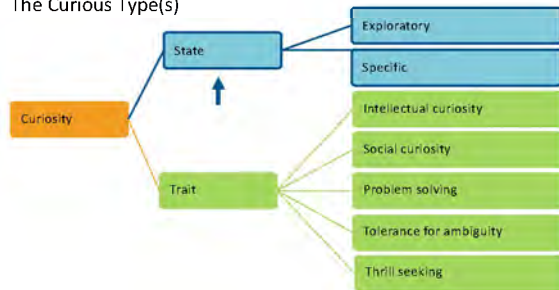 The Curious Type(s)
Exploratory
State
Specific
Intellectual curiosity
Curiosity
Social curiosity
Trait
Problem solving
Tolerance for ambiguity
Thrill seeking